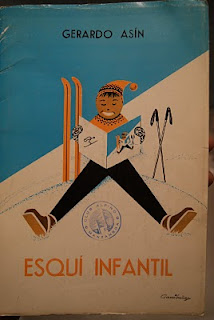 GERARDO ASÍN
ESQUÍ INFANTIL